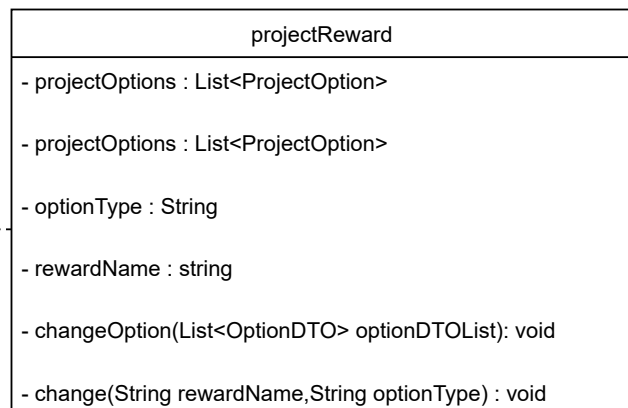 projectReward
- projectOptions : List<ProjectOption>
- projectOptions : List<ProjectOption>
- optionType : String
- rewardName : string
- changeOption(List<OptionDTO> optionDTOList): void
- change(String rewardName,String optionType) : void